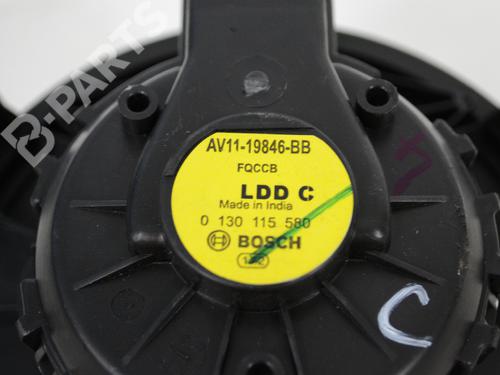 B-PARTS
AV11-19846-BB
FQCCB
LDD C
Made in India
0 130 115 580
BOSCH
C